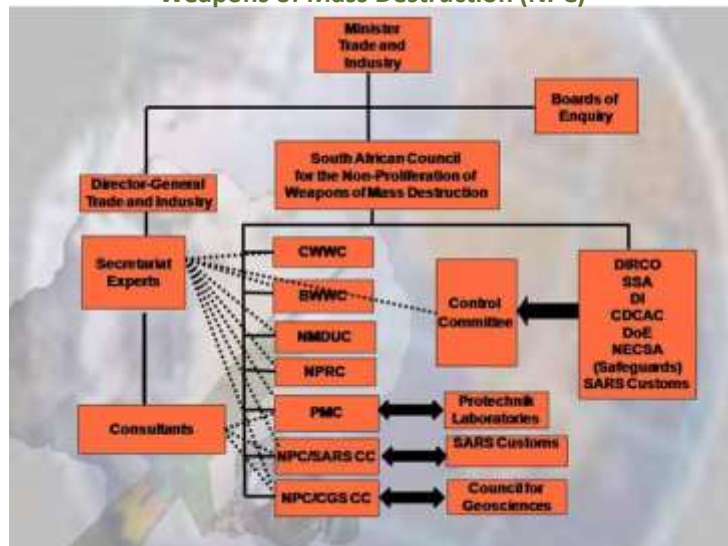 Weapons of Mass Destruction (NPC)
Minister
Trade and
Industry
Boards of
Enquiry
South African Council
for the Non-Proliferation of
Weapons of Mass Destruction
Director-General
Trade and Industry
Secretariat
Experts
CWWC
BWWC
NMDUC
NPRC
PMC
NPC/SARS CC
NPC/CGS CC
Control
Committee
DIRCO
SSA
DI
CDCAC
DoE
NECSA
(Safeguards)
SARS Customs
Consultants
Protechnik
Laboratories
SARS Customs
Council for
Geosciences